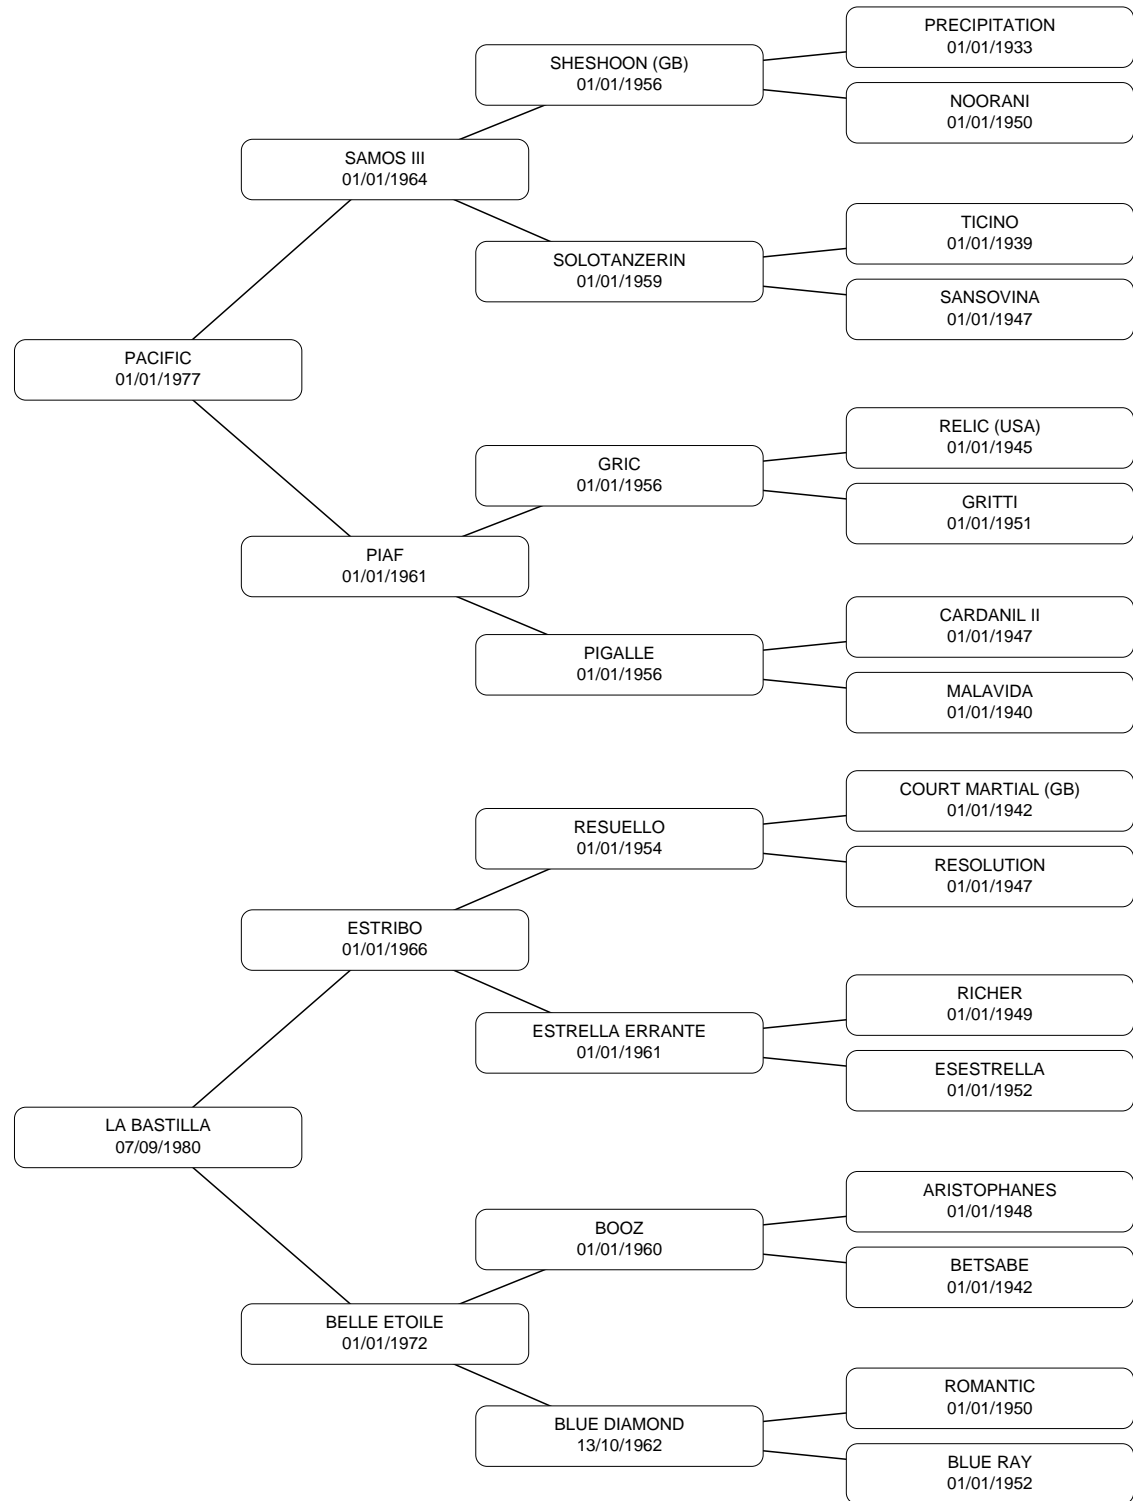 PRECIPITATION
01/01/1933
SHESHOON (GB)
01/01/1956
NOORANI
01/01/1950
SAMOS III
01/01/1964
TICINO
01/01/1939
SOLOTANZERIN
01/01/1959
SANSOVINA
01/01/1947
PACIFIC
01/01/1977
RELIC (USA)
01/01/1945
GRIC
01/01/1956
GRITTI
01/01/1951
PIAF
01/01/1961
CARDANIL II
01/01/1947
PIGALLE
01/01/1956
MALAVIDA
01/01/1940
COURT MARTIAL (GB)
01/01/1942
RESUELLO
01/01/1954
RESOLUTION
01/01/1947
ESTRIBO
01/01/1966
RICHER
01/01/1949
ESTRELLA ERRANTE
01/01/1961
ESESTRELLA
01/01/1952
LA BASTILLA
07/09/1980
ARISTOPHANES
01/01/1948
BOOZ
01/01/1960
BETSABE
01/01/1942
BELLE ETOILE
01/01/1972
ROMANTIC
01/01/1950
BLUE DIAMOND
13/10/1962
BLUE RAY
01/01/1952